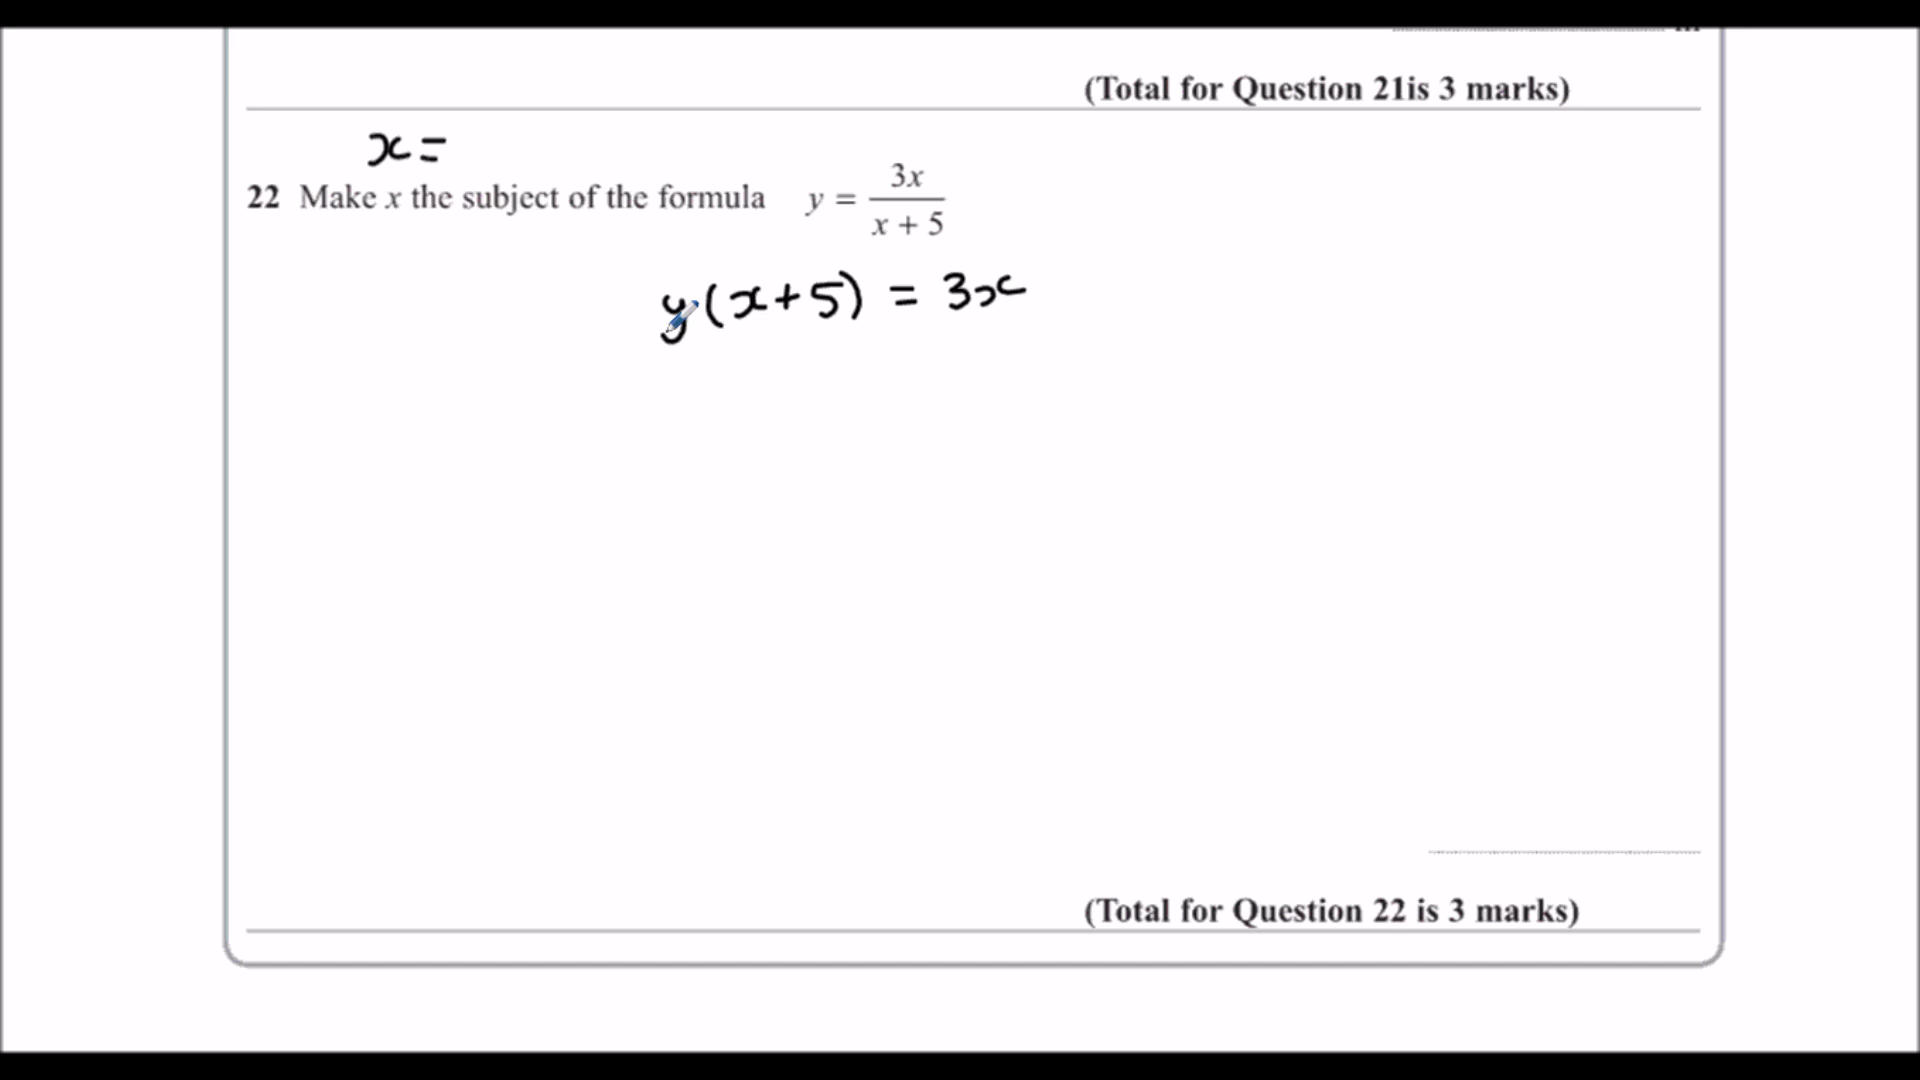 (Total for Question 21is 3 marks)
x =
22 Make x the subject of the formula y = 3x / x + 5
y(x+5) = 3x
(Total for Question 22 is 3 marks)